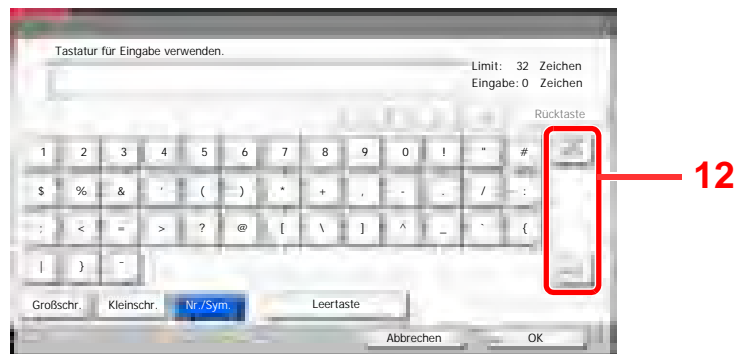 Tastatur für Eingabe verwenden.
Limit: 32 Zeichen
Eingabe: 0 Zeichen
Rücktaste
1 2 3 4 5 6 7 8 9 0 ! " #
12
$ % & ' ( ) * + , - . / :
; < = > ? @ [ \ ] ^ _ ` {
| } ~
Großschr. Kleinschr. Nr./Sym. Leertaste
Abbrechen OK